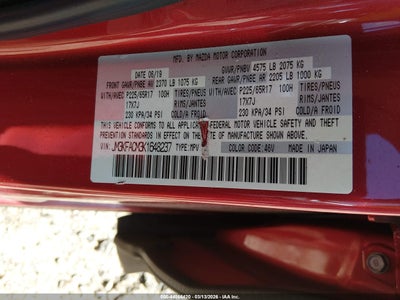 MFD. BY MAZDA MOTOR CORPORATION
DATE 06/19 GVWR/PNBV 4575 LB 2075 KG
FRONT GAWR/PNBE AV 2370 LB 1075 KG REAR GAWR/PNBE AR 2205 LB 1000 KG
WITH/AVEC P225/65R17 100H TIRES/PNEUS WITH/AVEC P225/65R17 100H TIRES/PNEUS
17X7J RIMS/JANTES 17X7J RIMS/JANTES
230 KPA/34 PSI COLD/A FROID 230 KPA/34 PSI COLD/A FROID
THIS VEHICLE CONFORMS TO ALL APPLICABLE FEDERAL MOTOR VEHICLE SAFETY AND THEFT
PREVENTION STANDARDS IN EFFECT ON THE DATE OF MANUFACTURE SHOWN ABOVE.
VIN: TYPE: MPV
COLOR: 46V MADE IN JAPAN
IAA, Inc.